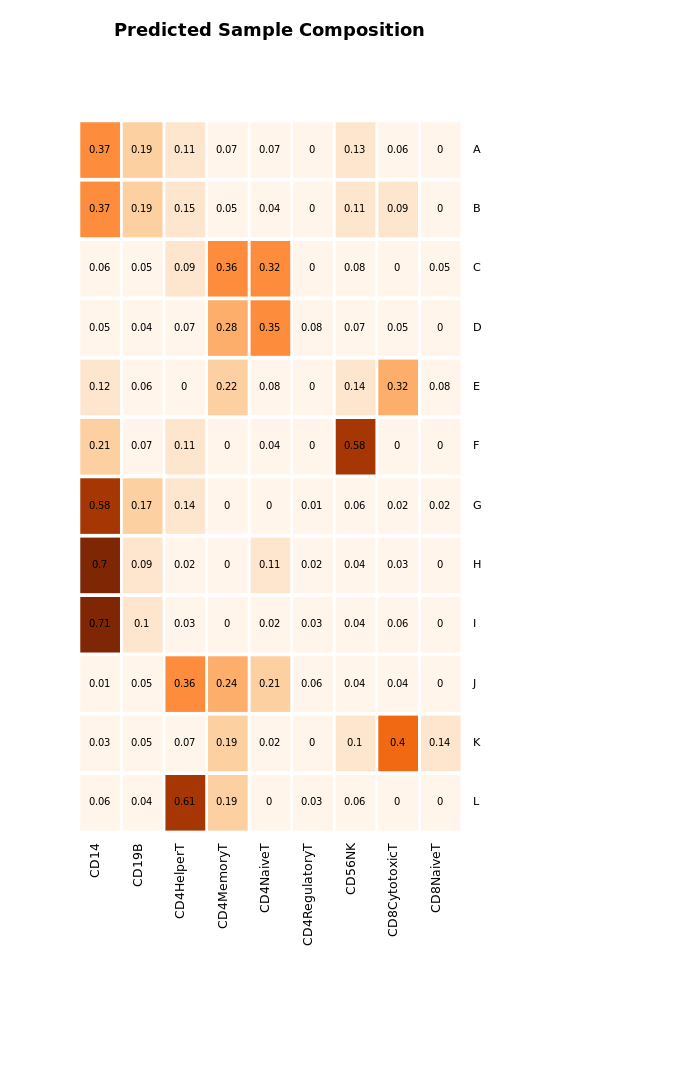 Predicted Sample Composition
0.37 0.19 0.11 0.07 0.07 0 0.13 0.06 0 A
0.37 0.19 0.15 0.05 0.04 0 0.11 0.09 0 B
0.06 0.05 0.09 0.36 0.32 0 0.08 0 0.05 C
0.05 0.04 0.07 0.28 0.35 0.08 0.07 0.05 0 D
0.12 0.06 0 0.22 0.08 0 0.14 0.32 0.08 E
0.21 0.07 0.11 0 0.04 0 0.58 0 0 F
0.58 0.17 0.14 0 0 0.01 0.06 0.02 0.02 G
0.7 0.09 0.02 0 0.11 0.02 0.04 0.03 0 H
0.71 0.1 0.03 0 0.02 0.03 0.04 0.06 0 I
0.01 0.05 0.36 0.24 0.21 0.06 0.04 0.04 0 J
0.03 0.05 0.07 0.19 0.02 0 0.1 0.4 0.14 K
0.06 0.04 0.61 0.19 0 0.03 0.06 0 0 L
CD14
CD19B
CD4HelperT
CD4MemoryT
CD4NaiveT
CD4RegulatoryT
CD56NK
CD8CytotoxicT
CD8NaiveT